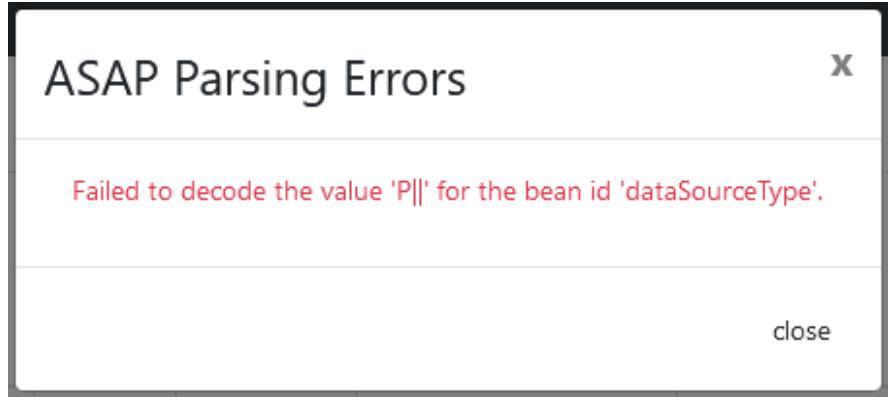 ASAP Parsing Errors
x
Failed to decode the value 'P||' for the bean id 'dataSourceType'.
close